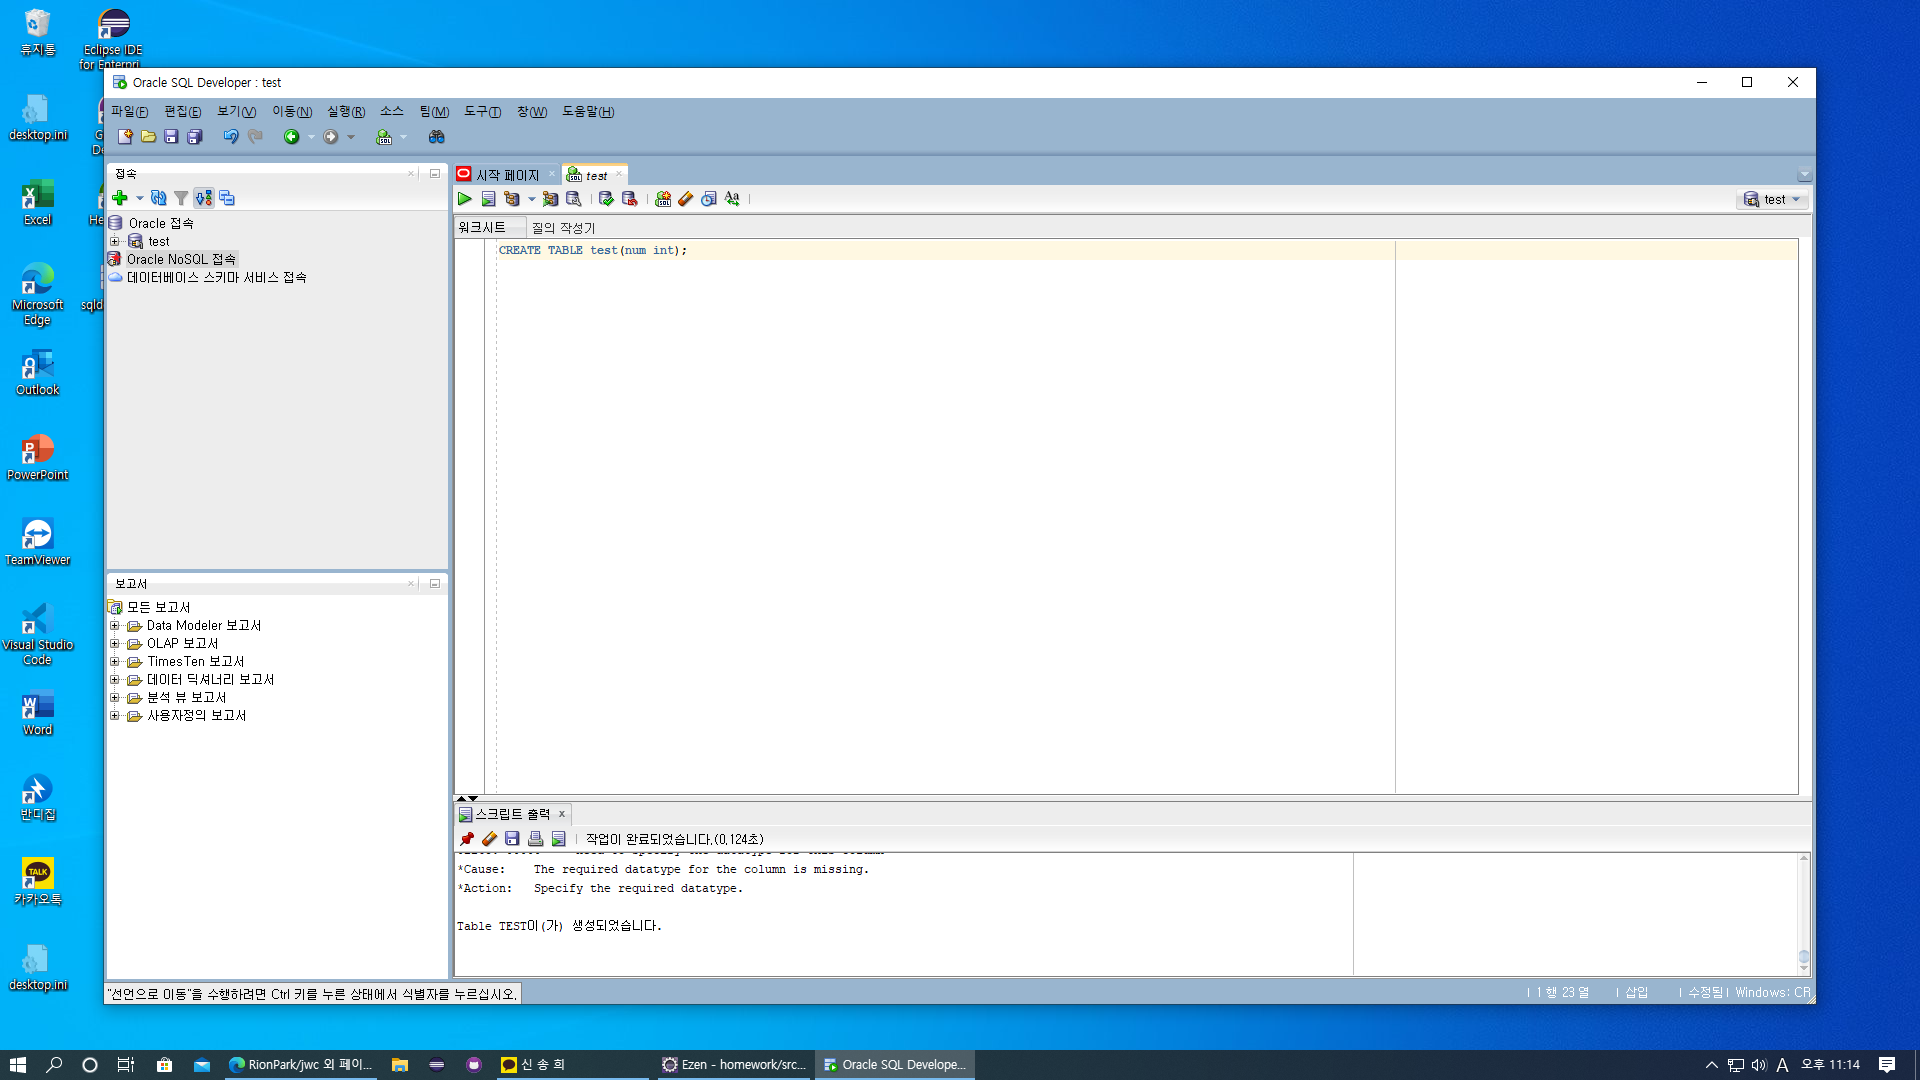 휴지통
Eclipse IDE
for Enterpri...
desktop.ini
Excel
Microsoft
Edge
Outlook
PowerPoint
TeamViewer
Visual Studio
Code
Word
반디집
카카오톡
desktop.ini
Oracle SQL Developer : test
파일(F) 편집(E) 보기(V) 이동(N) 실행(R) 소스 팀(M) 도구(T) 창(W) 도움말(H)
접속
Oracle 접속
test
Oracle NoSQL 접속
데이터베이스 스키마 서비스 접속
보고서
모든 보고서
Data Modeler 보고서
OLAP 보고서
TimesTen 보고서
데이터 딕셔너리 보고서
분석 뷰 보고서
사용자정의 보고서
시작 페이지 test
test
워크시트 질의 작성기
CREATE TABLE test(num int);
스크립트 출력
작업이 완료되었습니다.(0.124초)
*Cause: The required datatype for the column is missing.
*Action: Specify the required datatype.
Table TEST이(가) 생성되었습니다.
"선언으로 이동"을 수행하려면 Ctrl 키를 누른 상태에서 식별자를 누르십시오.
1 행 23 열 삽입 수정됨 Windows: CR
RionPark/jwc 외 페이... 신 송 희 Ezen - homework/src... Oracle SQL Develope... A 오후 11:14